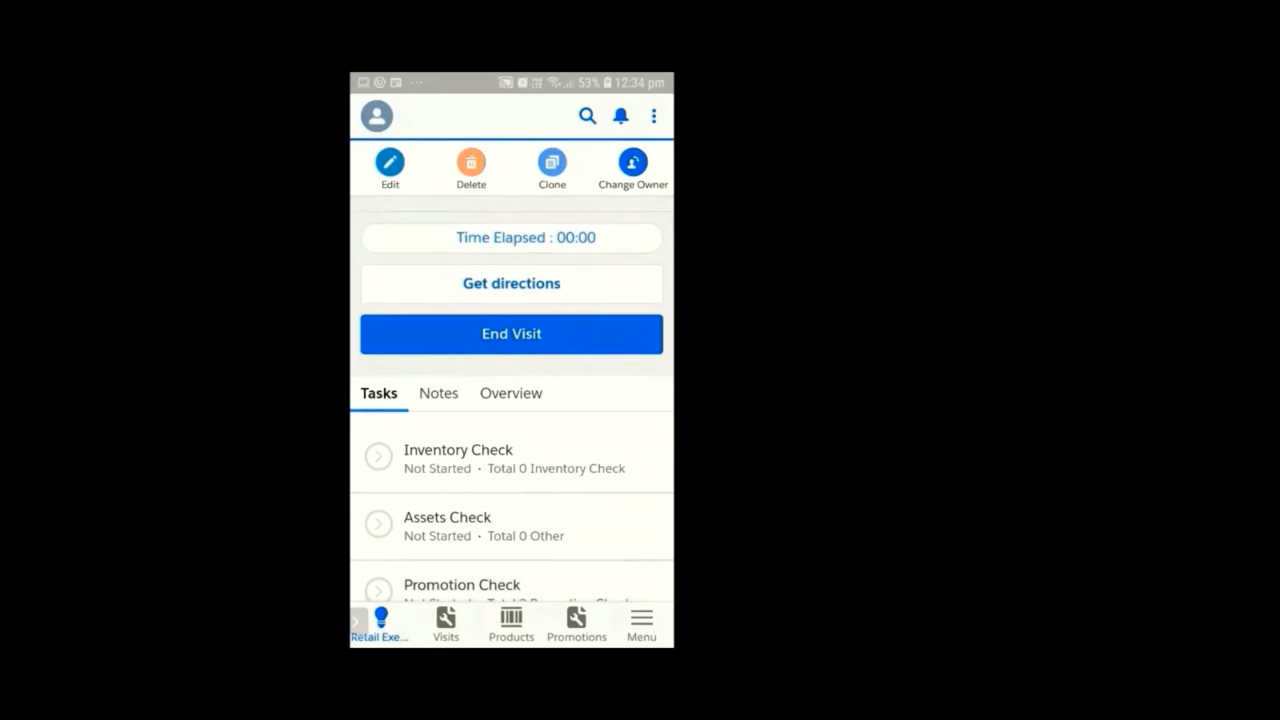 53% 12:34 pm
Edit Delete Clone Change Owner
Time Elapsed : 00:00
Get directions
End Visit
Tasks Notes Overview
Inventory Check
Not Started • Total 0 Inventory Check
Assets Check
Not Started • Total 0 Other
Promotion Check
Retail Exe... Visits Products Promotions Menu